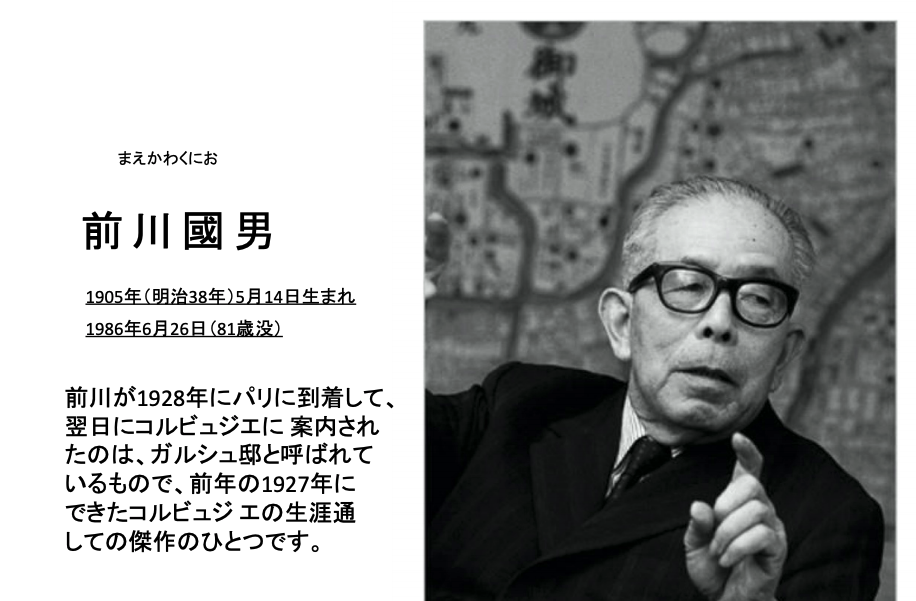 まえかわくにお
前川國男
1905年（明治38年）5月14日生まれ
1986年6月26日（81歳没）
前川が1928年にパリに到着して、
翌日にコルビュジエに 案内され
たのは、ガルシュ邸と呼ばれて
いるもので、前年の1927年に
できたコルビュジ エの生涯通
しての傑作のひとつです。
御城